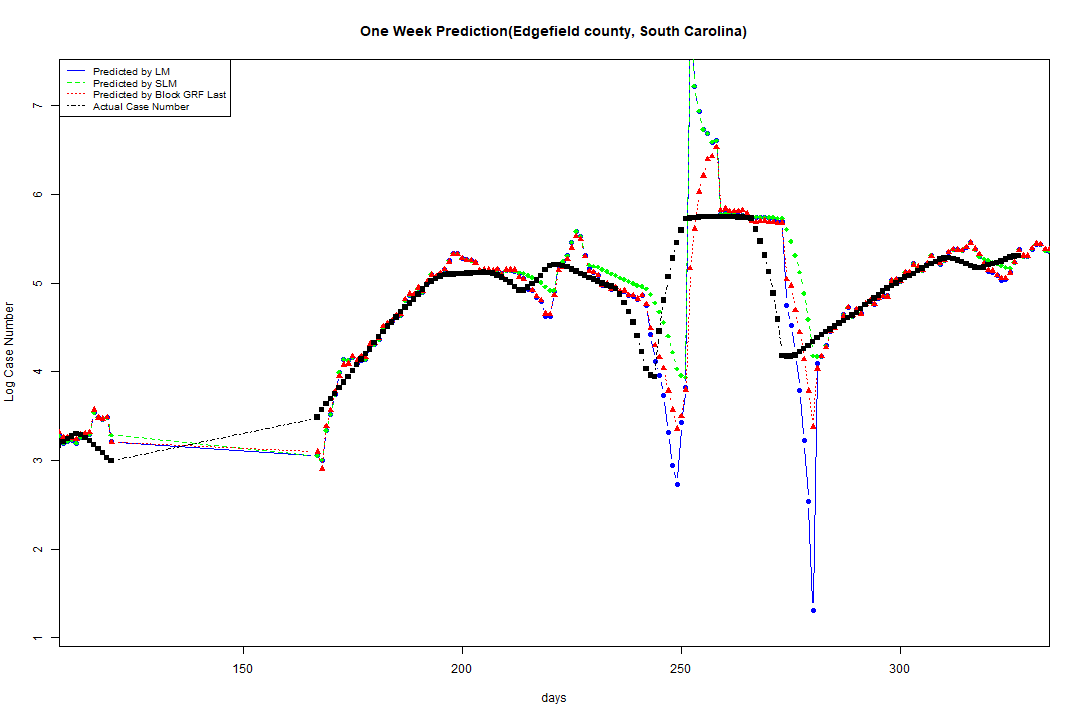 One Week Prediction(Edgefield county, South Carolina)
Predicted by LM
Predicted by SLM
Predicted by Block GRF Last
Actual Case Number
Log Case Number
7
6
5
4
3
2
1
150 200 250 300
days